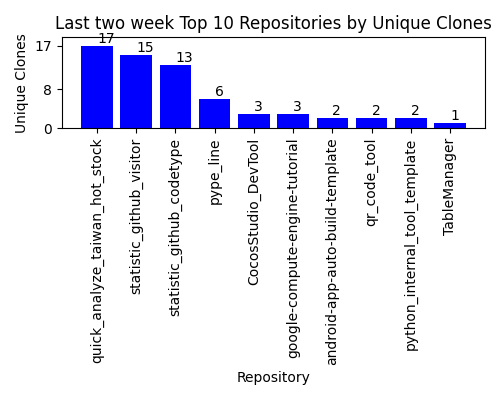 Last two week Top 10 Repositories by Unique Clones
Unique Clones
17
8
0
17
15
13
6
3
3
2
2
2
1
quick_analyze_taiwan_hot_stock
statistic_github_visitor
statistic_github_codetype
pype_line
CocosStudio_DevTool
google-compute-engine-tutorial
android-app-auto-build-template
qr_code_tool
python_internal_tool_template
TableManager
Repository